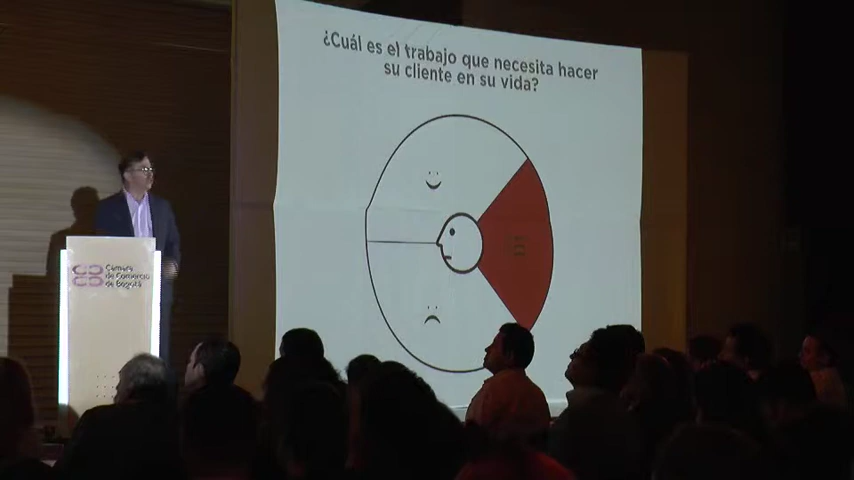 ¿Cuál es el trabajo que necesita hacer
su cliente en su vida?
Cámara
de Comercio
de Bogotá